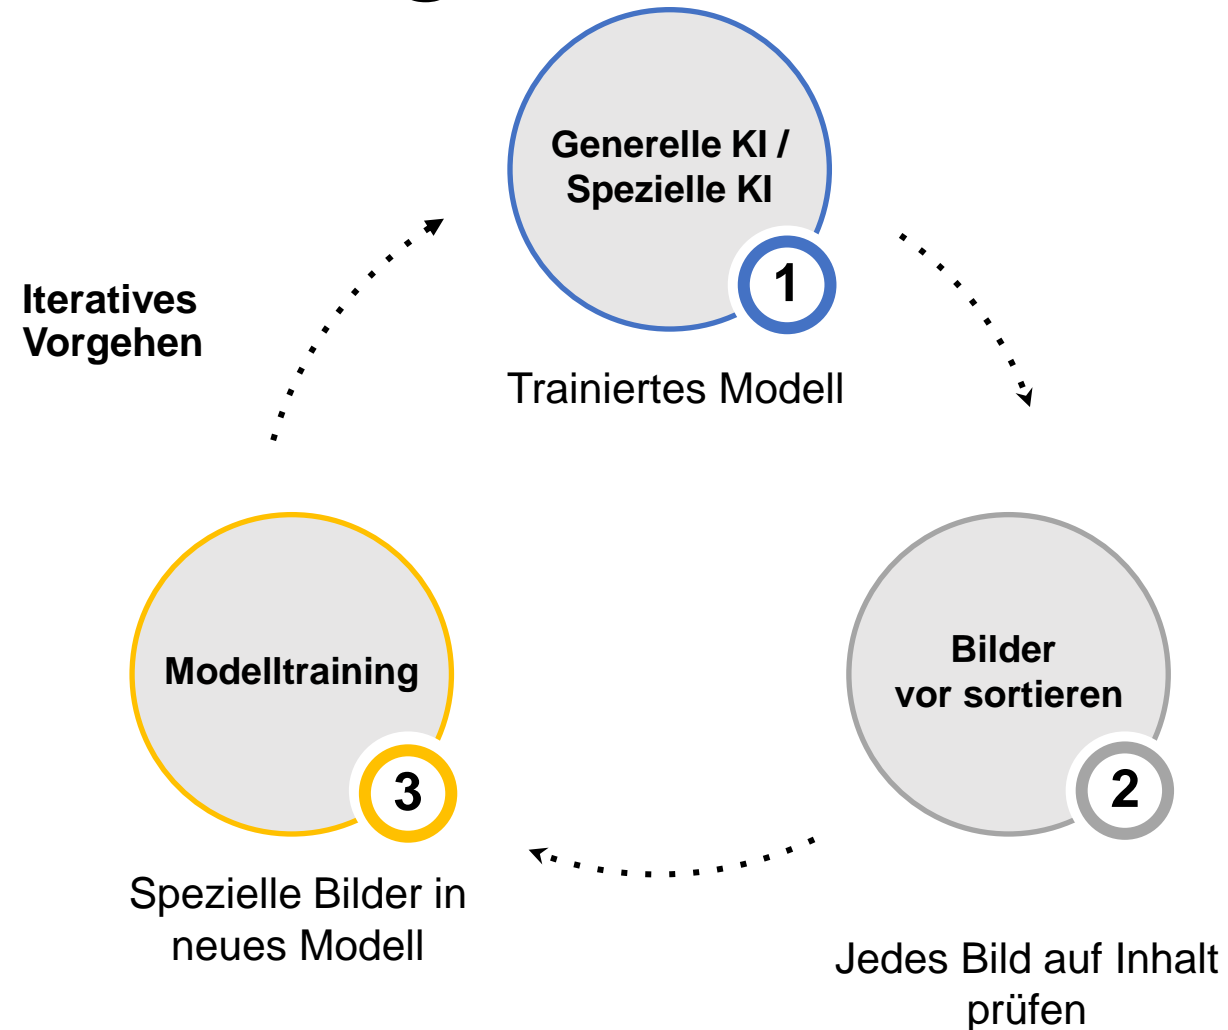 Generelle KI /
Spezielle KI
1
Trainiertes Modell
Iteratives
Vorgehen
Bilder
vor sortieren
2
Jedes Bild auf Inhalt
prüfen
Modelltraining
3
Spezielle Bilder in
neues Modell